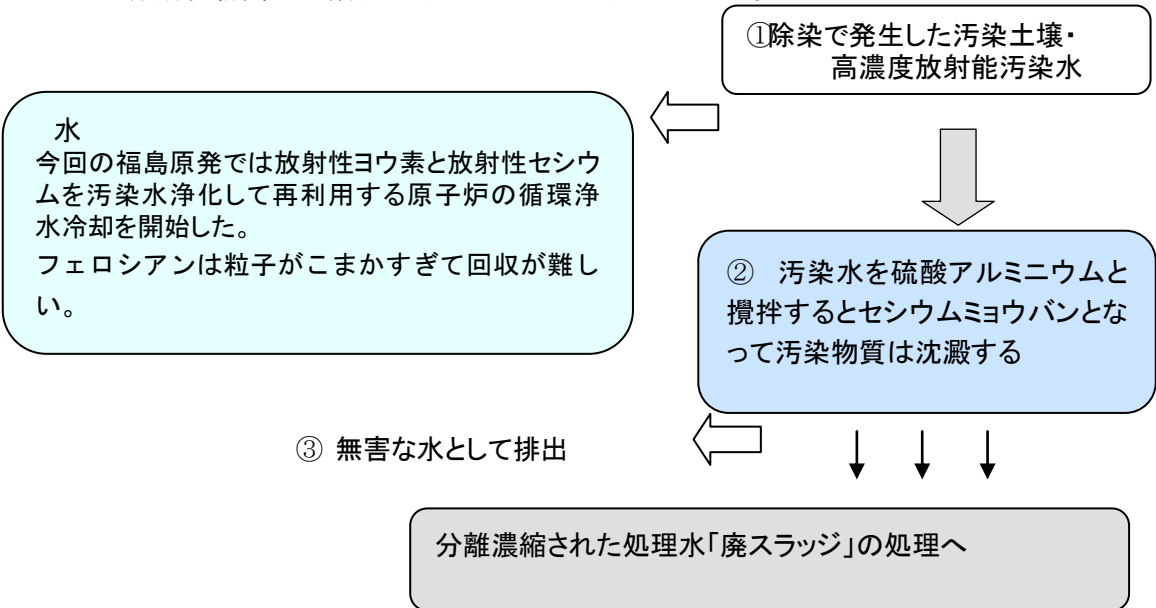 ①除染で発生した汚染土壌・
高濃度放射能汚染水
水
今回の福島原発では放射性ヨウ素と放射性セシウ
ムを汚染水浄化して再利用する原子炉の循環浄
水冷却を開始した。
フェロシアンは粒子がこまかすぎて回収が難し
い。
② 汚染水を硫酸アルミニウムと
攪拌するとセシウムミョウバンとな
って汚染物質は沈澱する
③ 無害な水として排出
分離濃縮された処理水「廃スラッジ」の処理へ